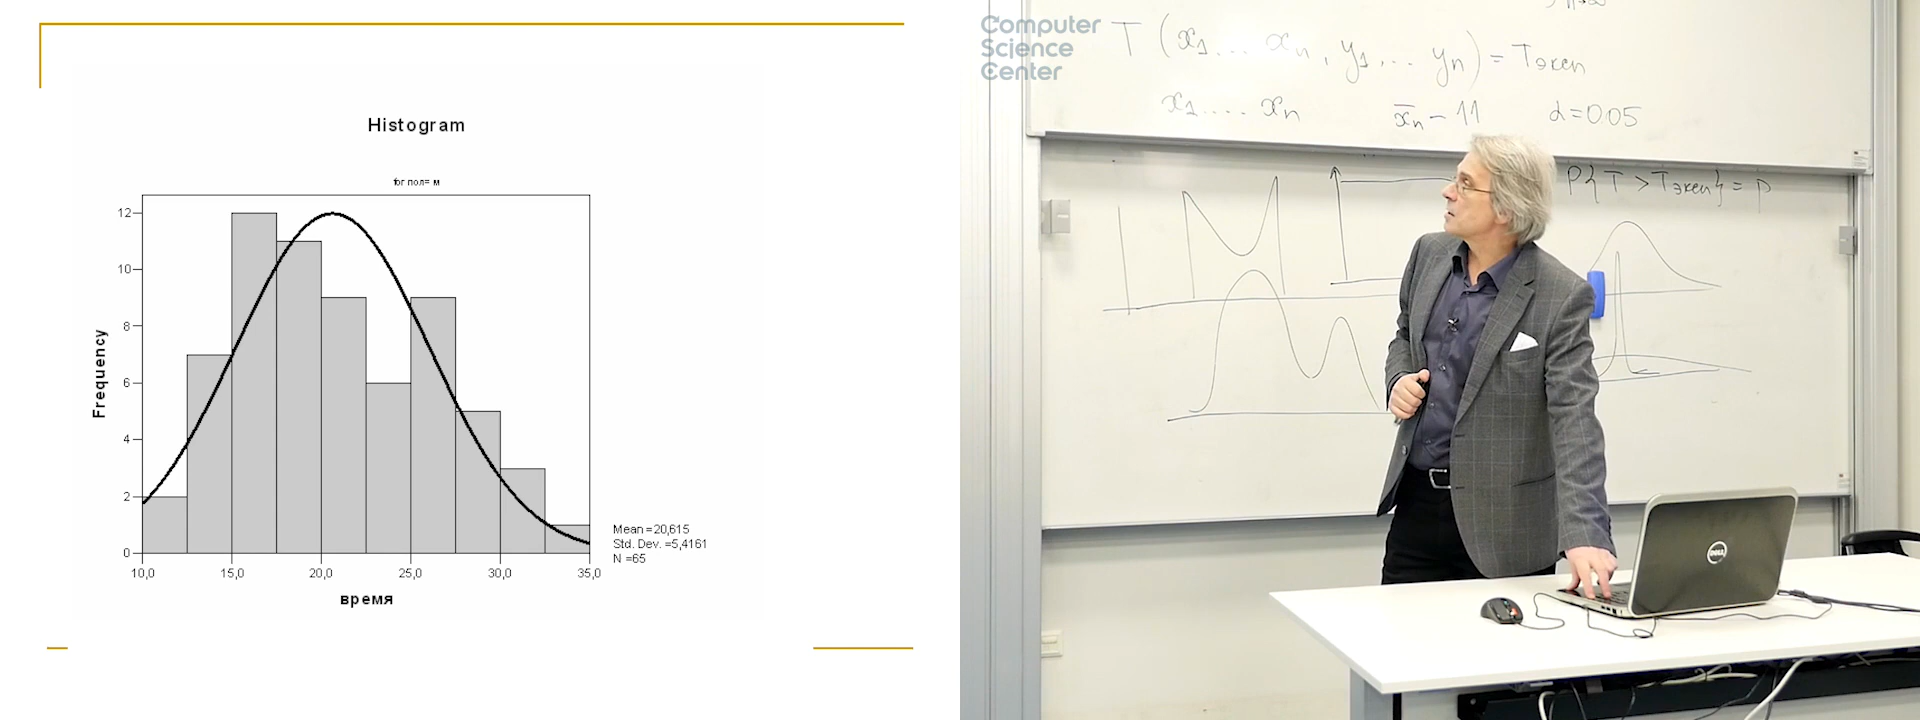 Histogram
for пол= м
12
10
8
6
4
2
0
Frequency
10,0 15,0 20,0 25,0 30,0 35,0
время
Mean =20,615
Std. Dev. =5,4161
N =65
Computer
Science
Center
T (x1 ... xn , y1, ... yn) = Tэксп
x1 .... xn x̄n - 11 α=0.05
P{ T > Tэксп} = p
DELL